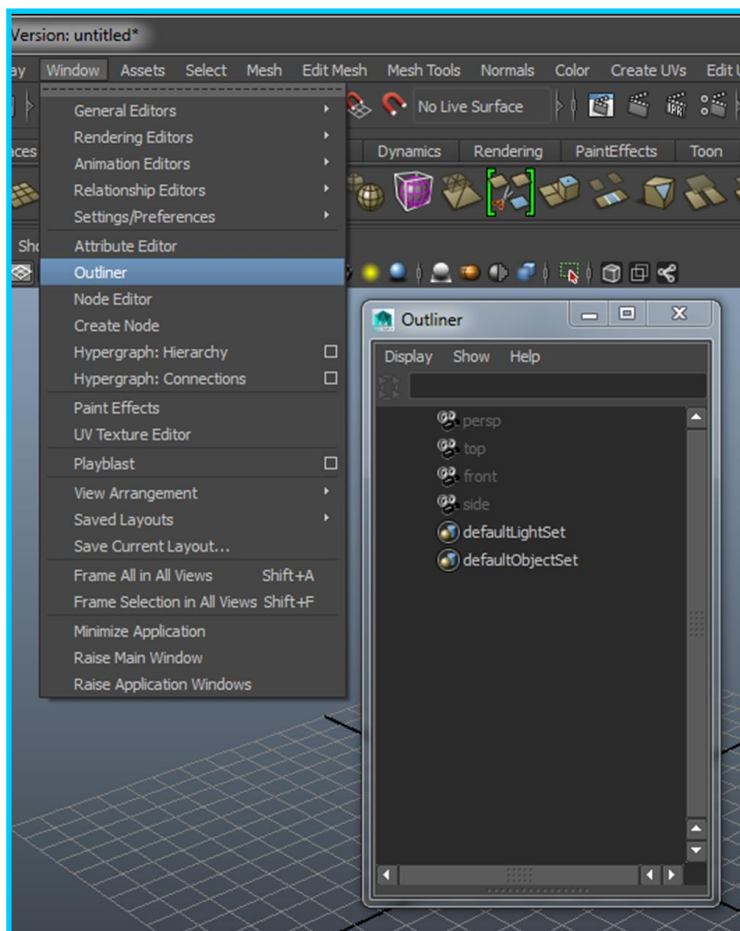 Version: untitled*
ay Window Assets Select Mesh Edit Mesh Mesh Tools Normals Color Create UVs Edit U
No Live Surface
IPR
aces Dynamics Rendering PaintEffects Toon
Sho
General Editors
Rendering Editors
Animation Editors
Relationship Editors
Settings/Preferences
Attribute Editor
Outliner
Node Editor
Create Node
Hypergraph: Hierarchy
Hypergraph: Connections
Paint Effects
UV Texture Editor
Playblast
View Arrangement
Saved Layouts
Save Current Layout...
Frame All in All Views Shift+A
Frame Selection in All Views Shift+F
Minimize Application
Raise Main Window
Raise Application Windows
Outliner
Display Show Help
persp
top
front
side
defaultLightSet
defaultObjectSet